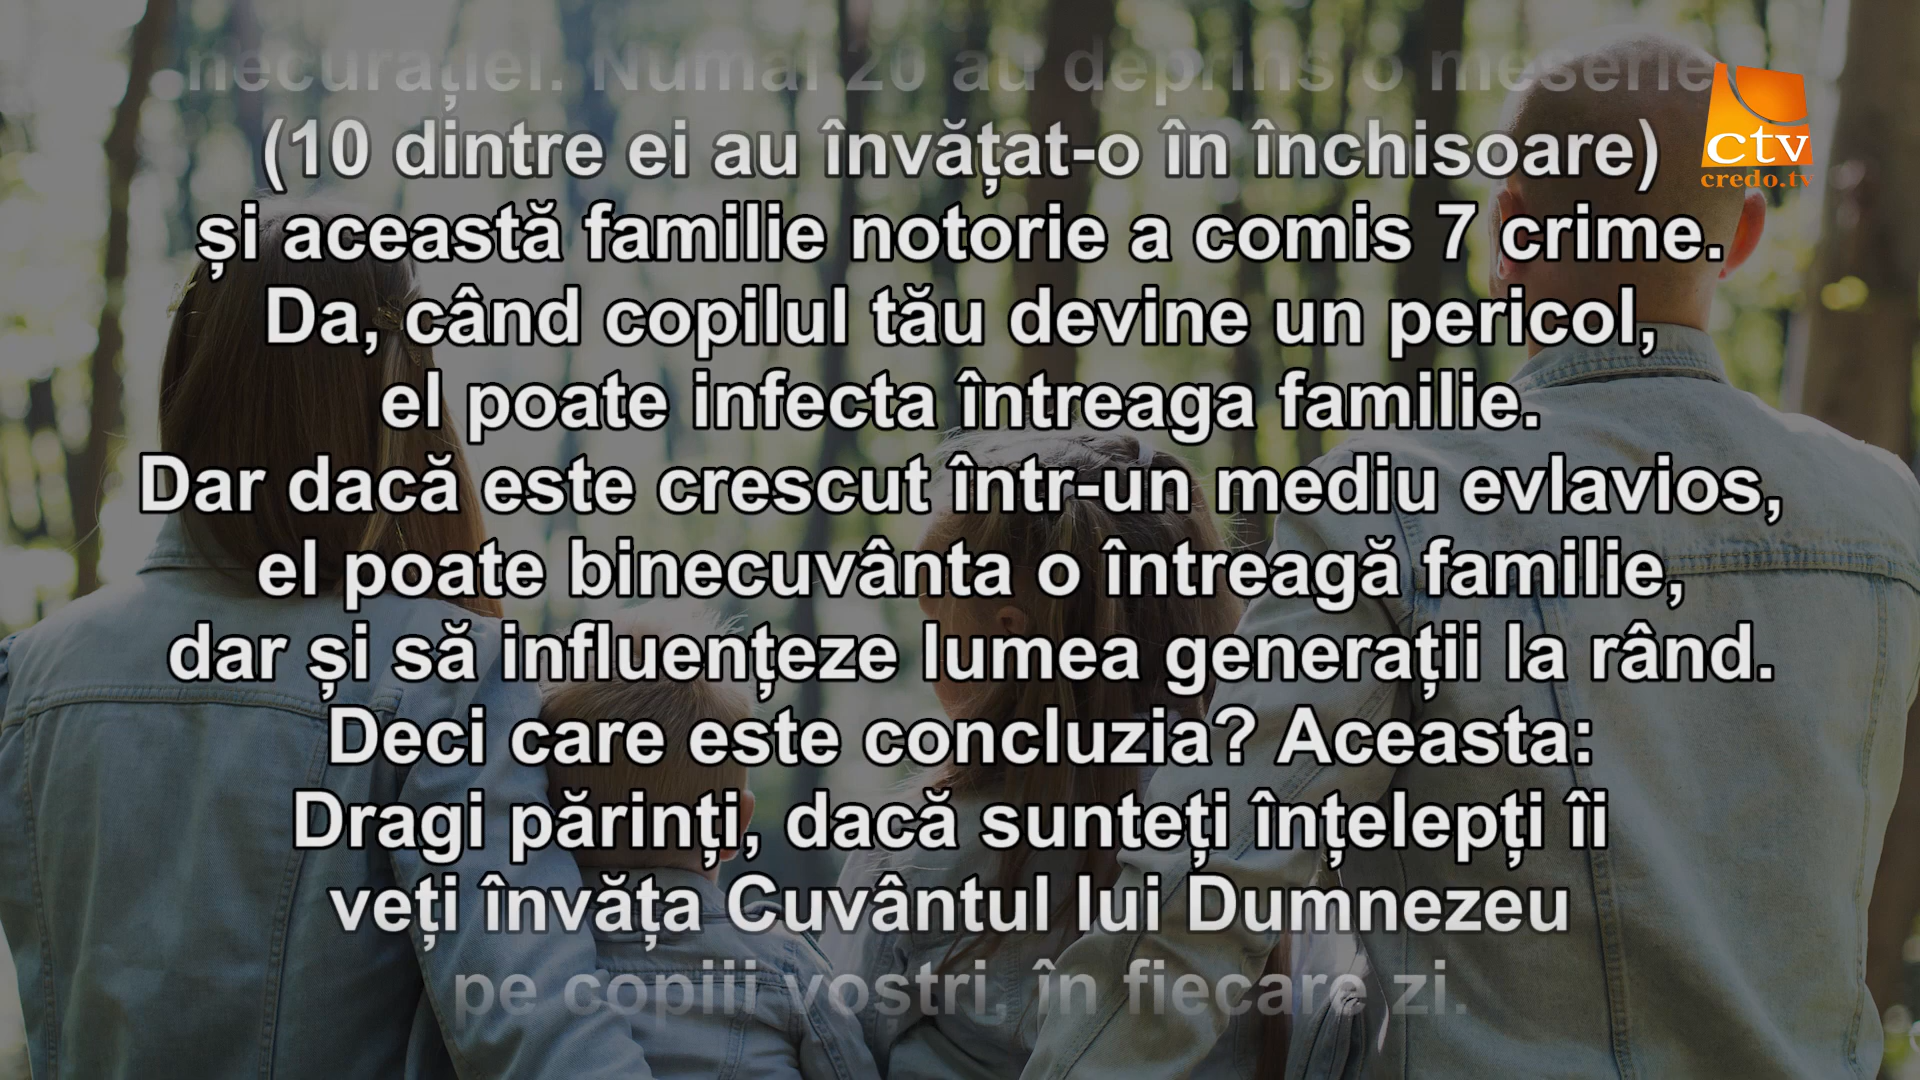 necurației. Numai 20 au deprins o meserie
(10 dintre ei au învățat-o în închisoare)
și această familie notorie a comis 7 crime.
Da, când copilul tău devine un pericol,
el poate infecta întreaga familie.
Dar dacă este crescut într-un mediu evlavios,
el poate binecuvânta o întreagă familie,
dar și să influențeze lumea generații la rând.
Deci care este concluzia? Aceasta:
Dragi părinți, dacă sunteți înțelepți îi
veți învăța Cuvântul lui Dumnezeu
pe copiii voștri, în fiecare zi.
ctv
credo.tv